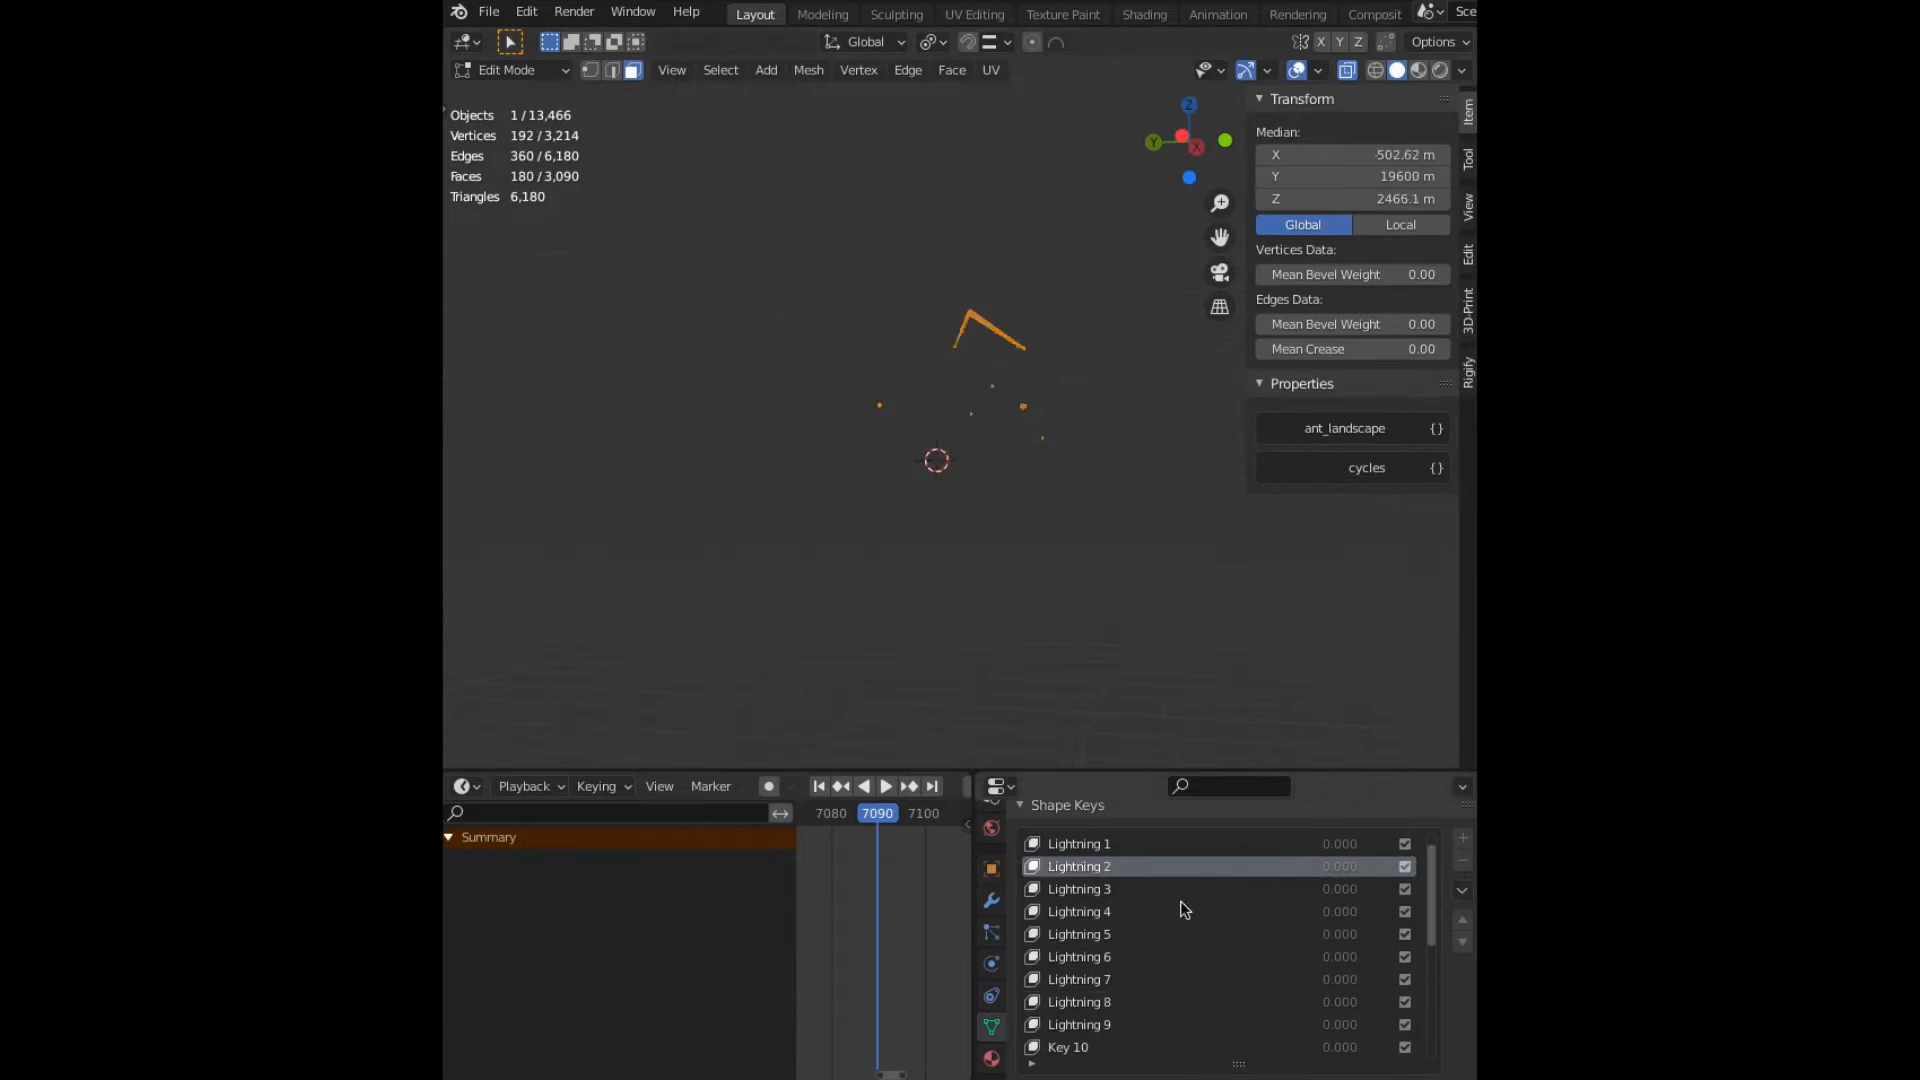 File Edit Render Window Help Layout Modeling Sculpting UV Editing Texture Paint Shading Animation Rendering Composit Sce
Global X Y Z Options
Edit Mode View Select Add Mesh Vertex Edge Face UV
Objects 1 / 13,466
Vertices 192 / 3,214
Edges 360 / 6,180
Faces 180 / 3,090
Triangles 6,180
Z
Y
X
Transform
Median:
X -502.62 m
Y 19600 m
Z 2466.1 m
Global Local
Vertices Data:
Mean Bevel Weight 0.00
Edges Data:
Mean Bevel Weight 0.00
Mean Crease 0.00
Properties
ant_landscape {}
cycles {}
Item
Tool
View
Edit
3D-Print
Rigify
Playback Keying View Marker
7080 7090 7100
Summary
Shape Keys
Lightning 1 0.000
Lightning 2 0.000
Lightning 3 0.000
Lightning 4 0.000
Lightning 5 0.000
Lightning 6 0.000
Lightning 7 0.000
Lightning 8 0.000
Lightning 9 0.000
Key 10 0.000